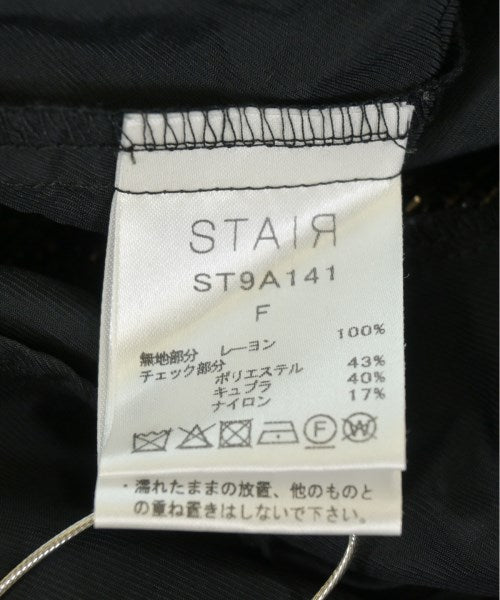 STAIЯ
ST9A141
F
無地部分 レーヨン 100%
チェック部分 ポリエステル 43%
キュプラ 40%
ナイロン 17%
F W
・濡れたままの放置、他のものと
の重ね置きはしないで下さい。